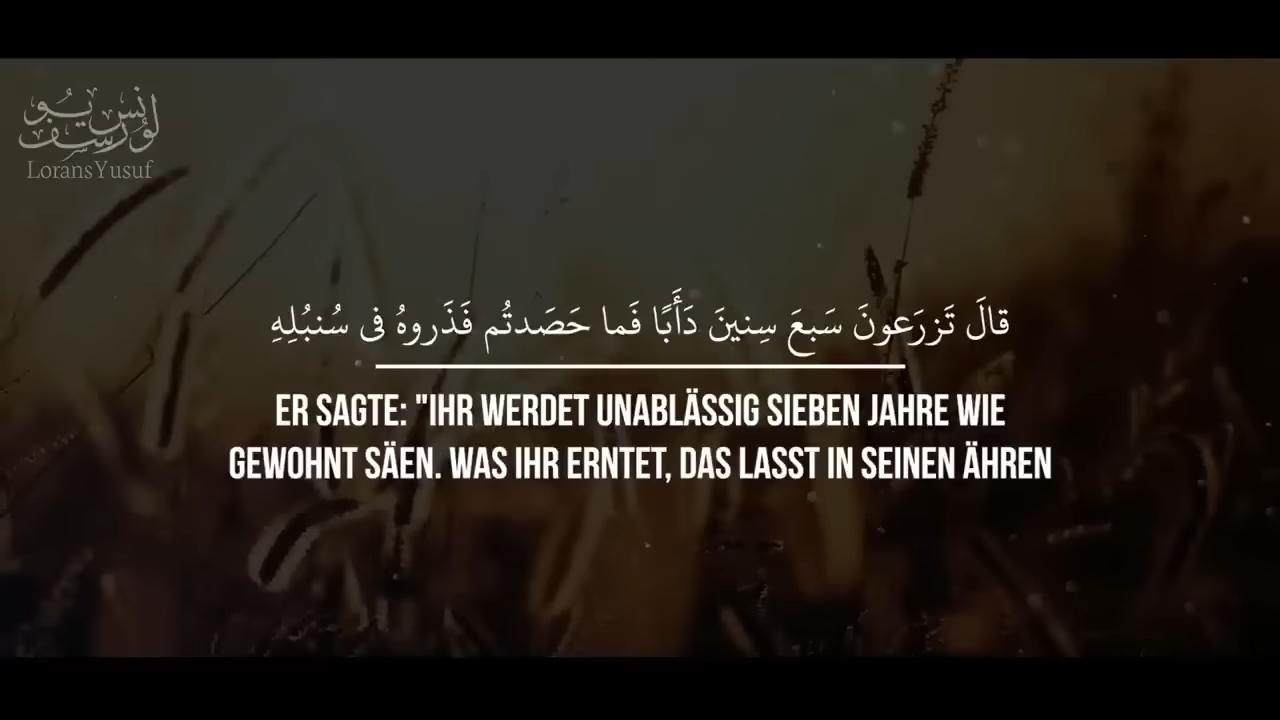 لورنس يوسف
LoransYusuf
قالَ تَزرَعونَ سَبعَ سِنينَ دَأَبًا فَما حَصَدتُم فَذَروهُ فى سُنبُلِهِ
ER SAGTE: "IHR WERDET UNABLÄSSIG SIEBEN JAHRE WIE
GEWOHNT SÄEN. WAS IHR ERNTET, DAS LASST IN SEINEN ÄHREN